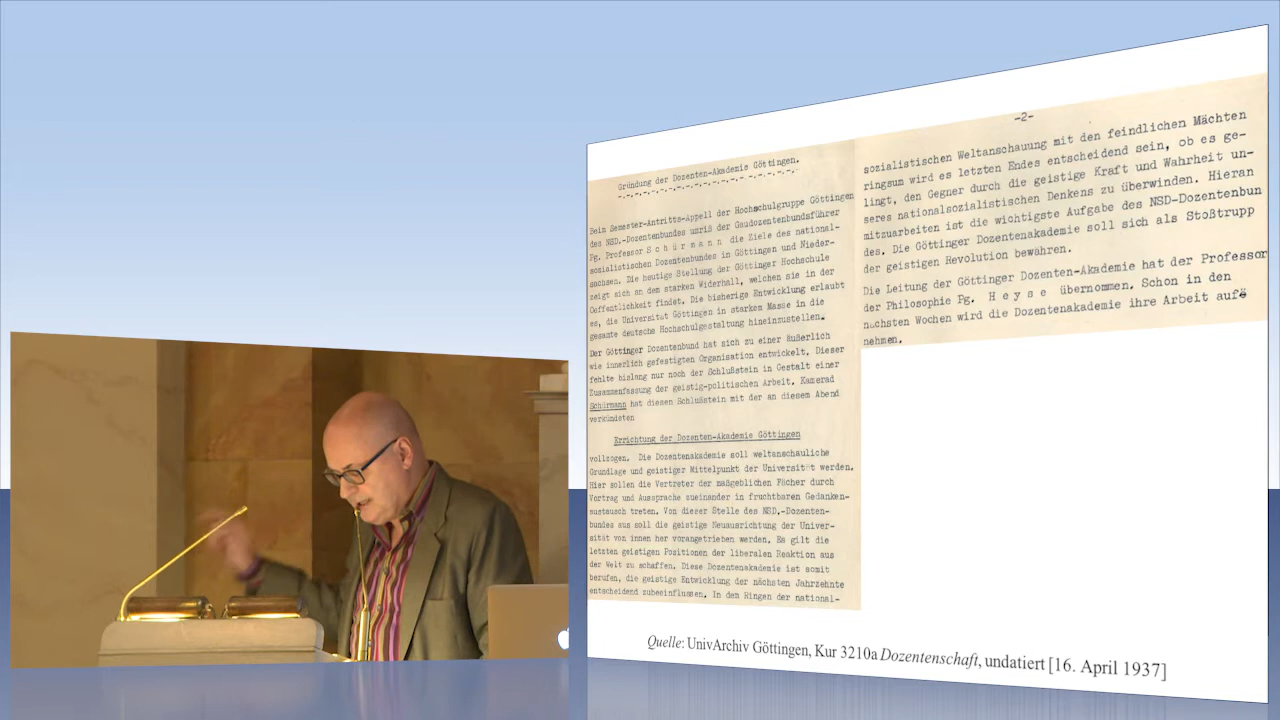 Gründung der Dozenten-Akademie Göttingen.
Beim Semester-Antritts-Appell der Hochschulgruppe Göttingen
des NSD.-Dozentenbundes umriß der Gaudozentenbundsführer
Pg. Professor S c h ü r m a n n die Ziele des national-
sozialistischen Dozentenbundes in Göttingen und Nieder-
sachsen. Die heutige Stellung der Göttinger Hochschule
zeigt sich an dem starken Widerhall, welchen sie in der
Oeffentlichkeit findet. Die bisherige Entwicklung erlaubt
es, die Universität Göttingen in starkem Masse in die
gesamte deutsche Hochschulgestaltung hineinzustellen.
Der Göttinger Dozentenbund hat sich zu einer äußerlich
wie innerlich gefestigten Organisation entwickelt. Dieser
fehlte bislang nur noch der Schlußstein in Gestalt einer
Zusammenfassung der geistig-politischen Arbeit. Kamerad
Schürmann hat diesen Schlußstein mit der an diesem Abend
verkündeten
Errichtung der Dozenten-Akademie Göttingen
vollzogen. Die Dozentenakademie soll weltanschauliche
Grundlage und geistiger Mittelpunkt der Universität werden.
Hier sollen die Vertreter der maßgeblichen Fächer durch
Vortrag und Aussprache zueinander in fruchtbaren Gedanken-
austausch treten. Von dieser Stelle des NSD.-Dozenten-
bundes aus soll die geistige Neuausrichtung der Univer-
sität von innen her vorangetrieben werden. Es gilt die
letzten geistigen Positionen der liberalen Reaktion aus
der Welt zu schaffen. Diese Dozentenakademie ist somit
berufen, die geistige Entwicklung der nächsten Jahrzehnte
entscheidend zubeeinflussen. In dem Ringen der national-
-2-
sozialistischen Weltanschauung mit den feindlichen Mächten
ringsum wird es letzten Endes entscheidend sein, ob es ge-
lingt, den Gegner durch die geistige Kraft und Wahrheit un-
seres nationalsozialistischen Denkens zu überwinden. Hieran
mitzuarbeiten ist die wichtigste Aufgabe des NSD-Dozentenbun
des. Die Göttinger Dozentenakademie soll sich als Stoßtrupp
der geistigen Revolution bewähren.
Die Leitung der Göttinger Dozenten-Akademie hat der Professor
der Philosophie Pg. H e y s e übernommen. Schon in den
nächsten Wochen wird die Dozentenakademie ihre Arbeit auf
nehmen.
Quelle: UnivArchiv Göttingen, Kur 3210a Dozentenschaft, undatiert [16. April 1937]